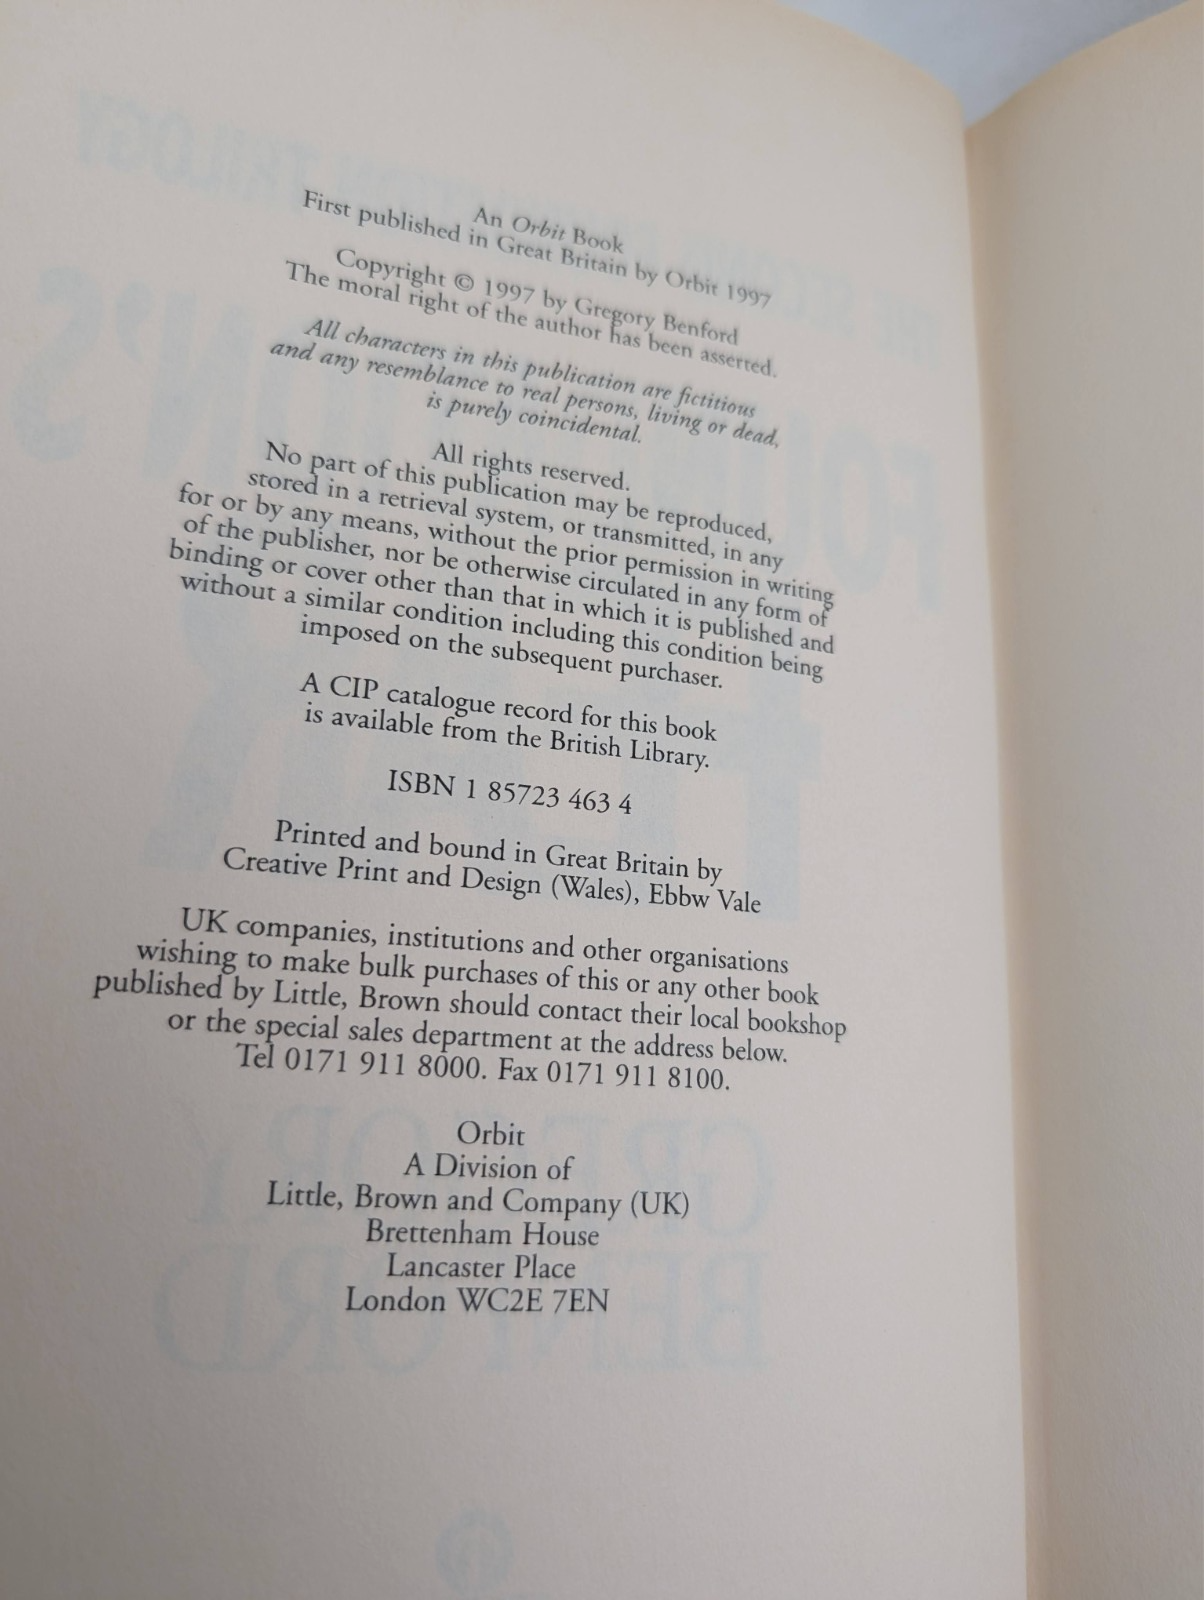 An Orbit Book
First published in Great Britain by Orbit 1997
Copyright © 1997 by Gregory Benford
The moral right of the author has been asserted.
All characters in this publication are fictitious
and any resemblance to real persons, living or dead,
is purely coincidental.
All rights reserved.
No part of this publication may be reproduced,
stored in a retrieval system, or transmitted, in any
for or by any means, without the prior permission in writing
of the publisher, nor be otherwise circulated in any form of
binding or cover other than that in which it is published and
without a similar condition including this condition being
imposed on the subsequent purchaser.
A CIP catalogue record for this book
is available from the British Library.
ISBN 1 85723 463 4
Printed and bound in Great Britain by
Creative Print and Design (Wales), Ebbw Vale
UK companies, institutions and other organisations
wishing to make bulk purchases of this or any other book
published by Little, Brown should contact their local bookshop
or the special sales department at the address below.
Tel 0171 911 8000. Fax 0171 911 8100.
Orbit
A Division of
Little, Brown and Company (UK)
Brettenham House
Lancaster Place
London WC2E 7EN